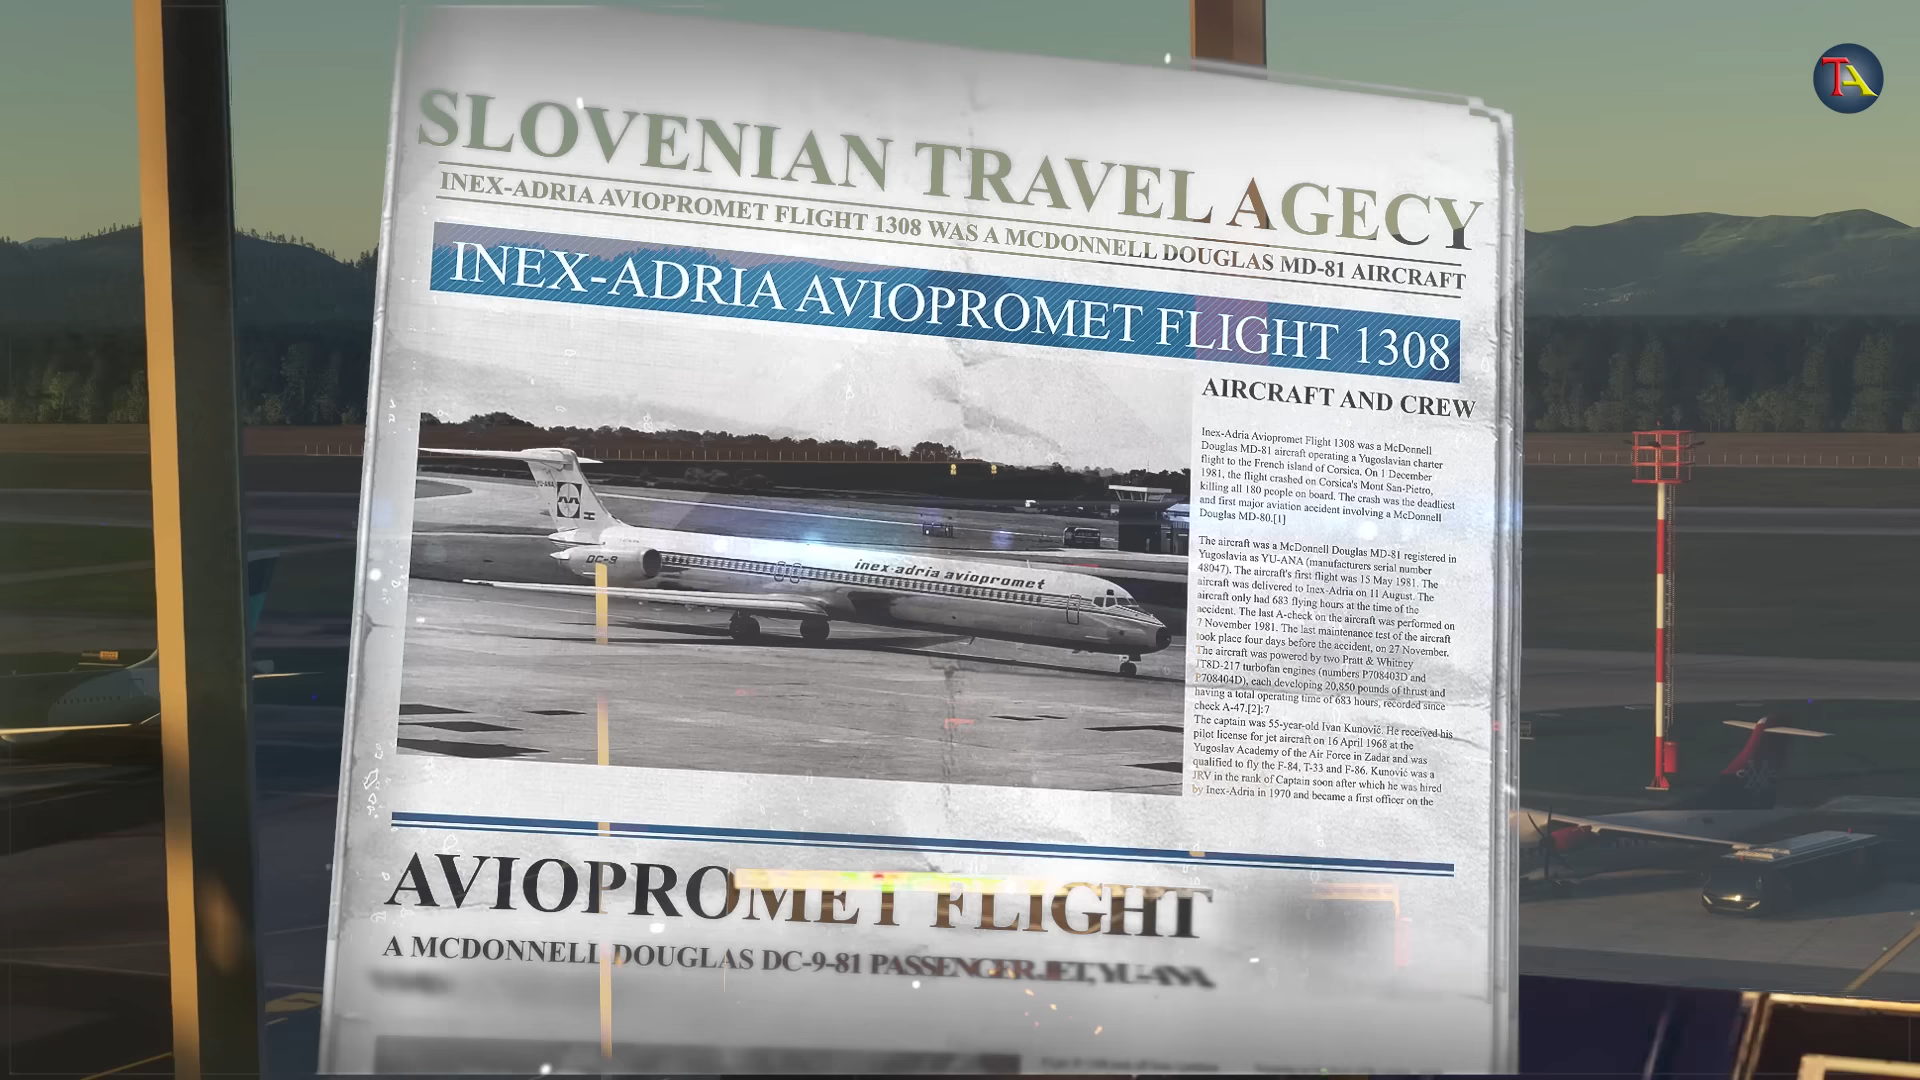 TA
SLOVENIAN TRAVEL AGECY
INEX-ADRIA AVIOPROMET FLIGHT 1308 WAS A MCDONNELL DOUGLAS MD-81 AIRCRAFT
INEX-ADRIA AVIOPROMET FLIGHT 1308
AIRCRAFT AND CREW
Inex-Adria Aviopromet Flight 1308 was a McDonnell
Douglas MD-81 aircraft operating a Yugoslavian charter
flight to the French island of Corsica. On 1 December
1981, the flight crashed on Corsica's Mont San-Pietro,
killing all 180 people on board. The crash was the deadliest
and first major aviation accident involving a McDonnell
Douglas MD-80.[1]
The aircraft was a McDonnell Douglas MD-81 registered in
Yugoslavia as YU-ANA (manufacturers serial number
48047). The aircraft's first flight was 15 May 1981. The
aircraft was delivered to Inex-Adria on 11 August. The
aircraft only had 683 flying hours at the time of the
accident. The last A-check on the aircraft was performed on
7 November 1981. The last maintenance test of the aircraft
took place four days before the accident, on 27 November.
The aircraft was powered by two Pratt & Whitney
JT8D-217 turbofan engines (numbers P708403D and
P708404D), each developing 20,850 pounds of thrust and
having a total operating time of 683 hours, recorded since
check A-47.[2]:7
The captain was 55-year-old Ivan Kunović. He received his
pilot license for jet aircraft on 16 April 1968 at the
Yugoslav Academy of the Air Force in Zadar and was
qualified to fly the F-84, T-33 and F-86. Kunović was a
JRV in the rank of Captain soon after which he was hired
by Inex-Adria in 1970 and became a first officer on the
YU-ANA
DC-9
inex-adria aviopromet
AVIOPROMET FLIGHT
A MCDONNELL DOUGLAS DC-9-81 PASSENGER JET, YU-ANA